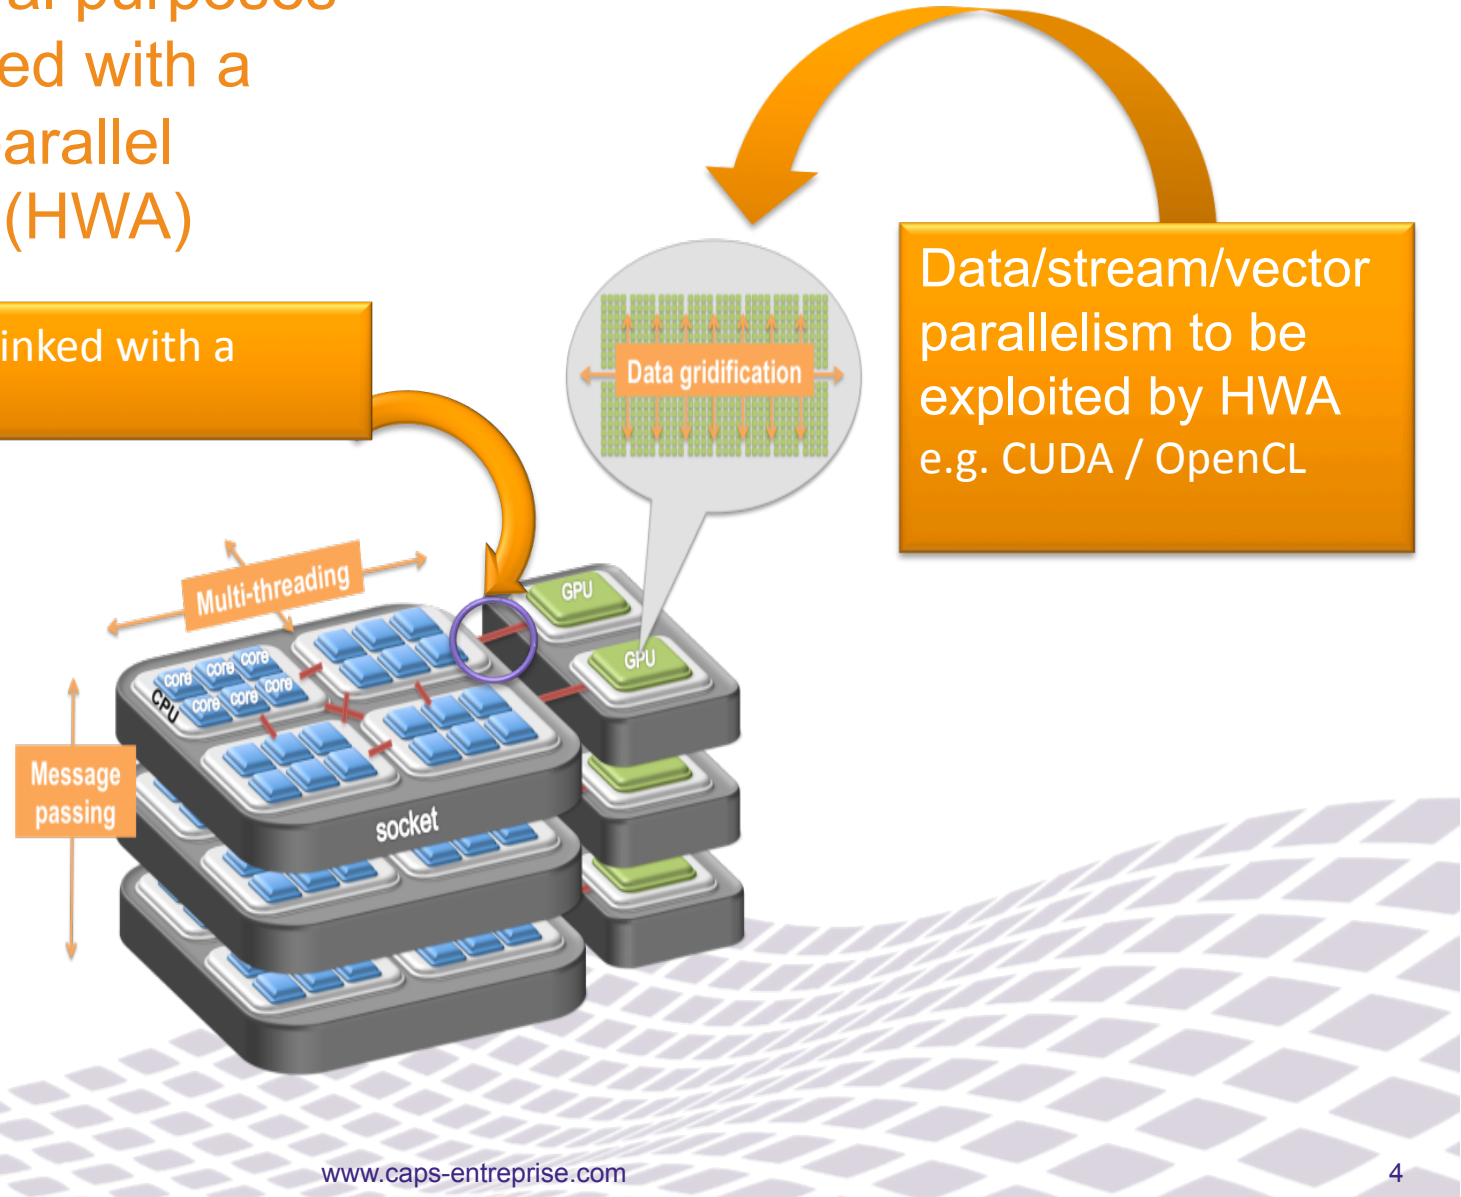 al purposes
ed with a
arallel
(HWA)
inked with a
Data/stream/vector
parallelism to be
exploited by HWA
e.g. CUDA / OpenCL
Data gridification
Multi-threading
GPU
GPU
core core core
core core core
CPU
Message
passing
socket
www.caps-entreprise.com
4